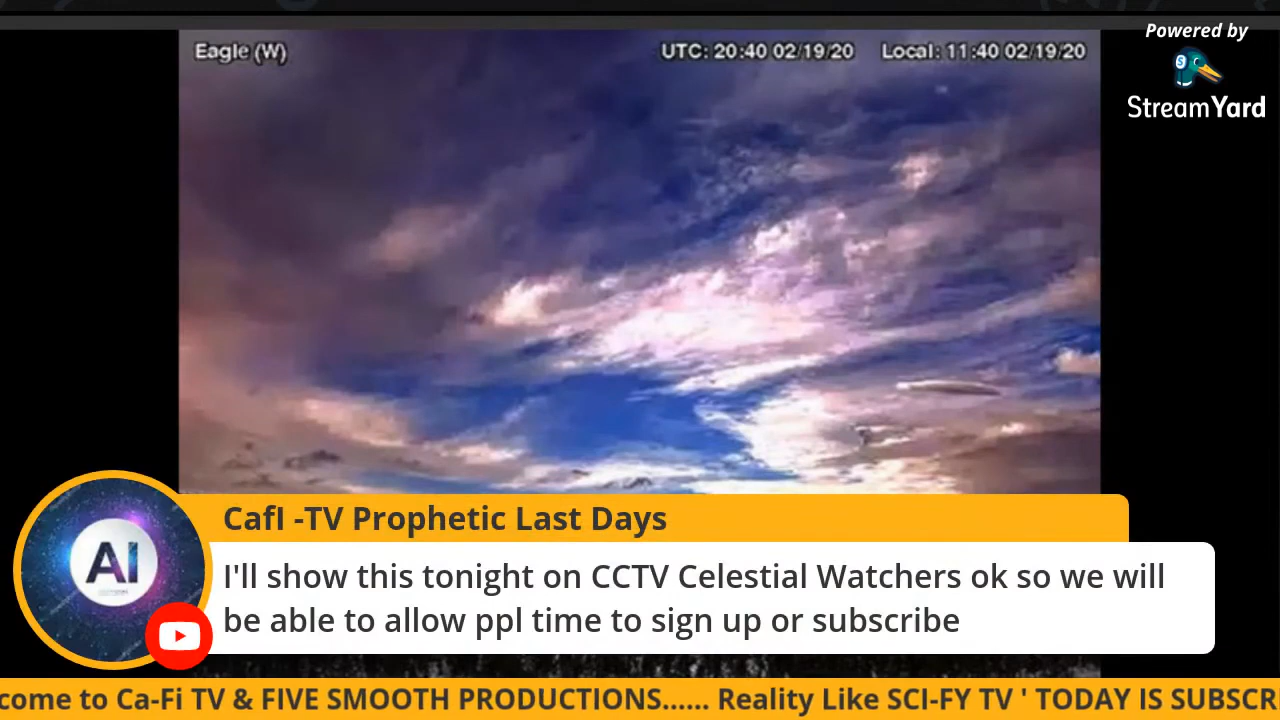 Eagle (W)
UTC: 20:40 02/19/20 Local: 11:40 02/19/20
Powered by
StreamYard
AI
CafI -TV Prophetic Last Days
I'll show this tonight on CCTV Celestial Watchers ok so we will
be able to allow ppl time to sign up or subscribe
come to Ca-Fi TV & FIVE SMOOTH PRODUCTIONS...... Reality Like SCI-FY TV ' TODAY IS SUBSCR